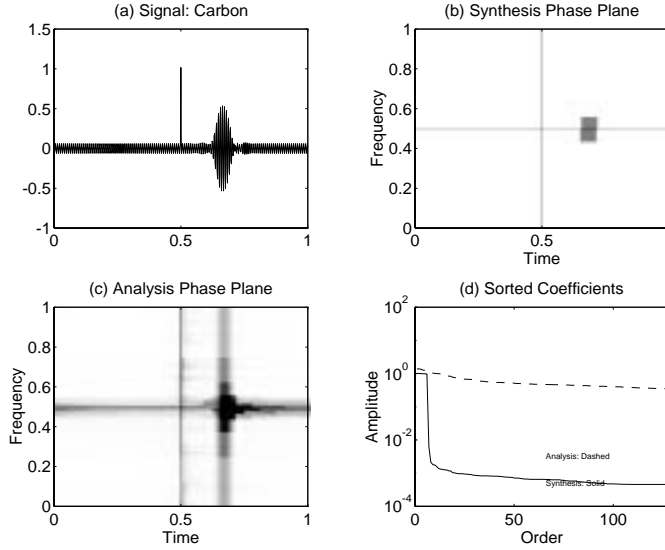 (a) Signal: Carbon
1.5
1
0.5
0
-0.5
-1
0
0.5
1
(b) Synthesis Phase Plane
1
0.8
0.6
0.4
0.2
0
Frequency
0
0.5
Time
(c) Analysis Phase Plane
1
0.8
0.6
0.4
0.2
0
Frequency
0
0.5
1
Time
(d) Sorted Coefficients
10^2
10^0
10^-2
10^-4
Amplitude
Analysis: Dashed
Synthesis: Solid
0
50
100
Order